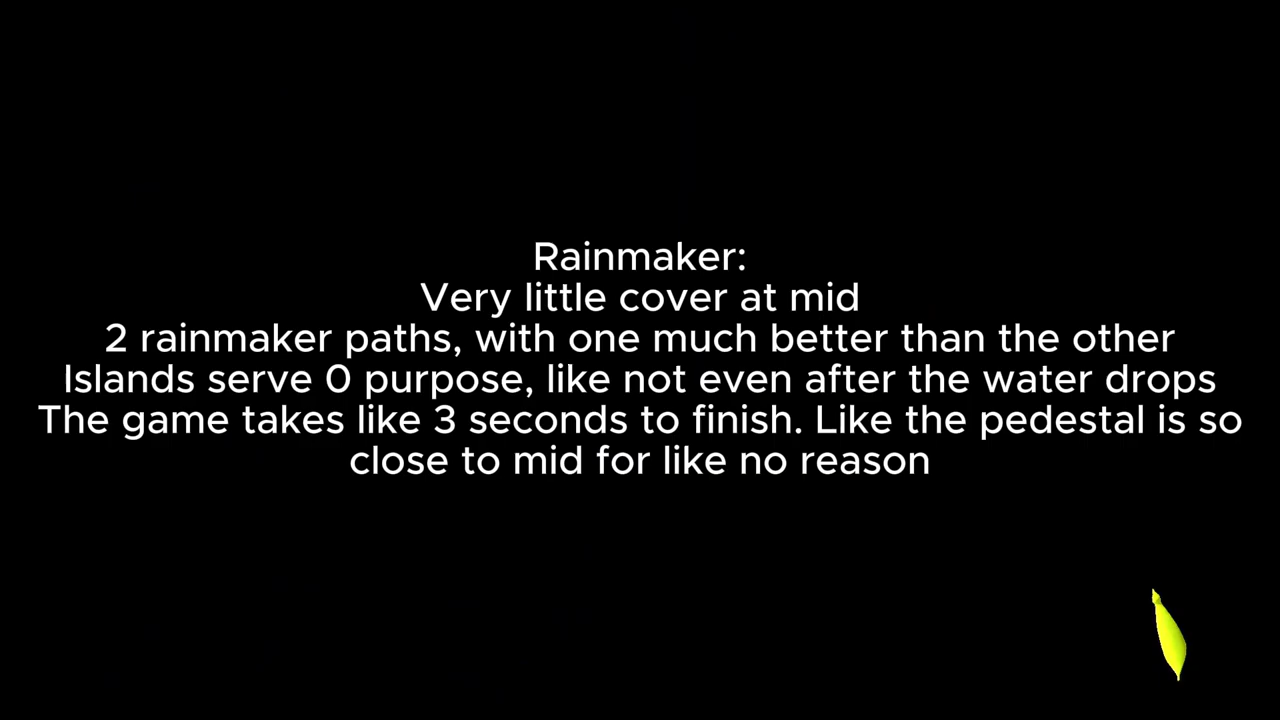 Rainmaker:
Very little cover at mid
2 rainmaker paths, with one much better than the other
Islands serve 0 purpose, like not even after the water drops
The game takes like 3 seconds to finish. Like the pedestal is so
close to mid for like no reason